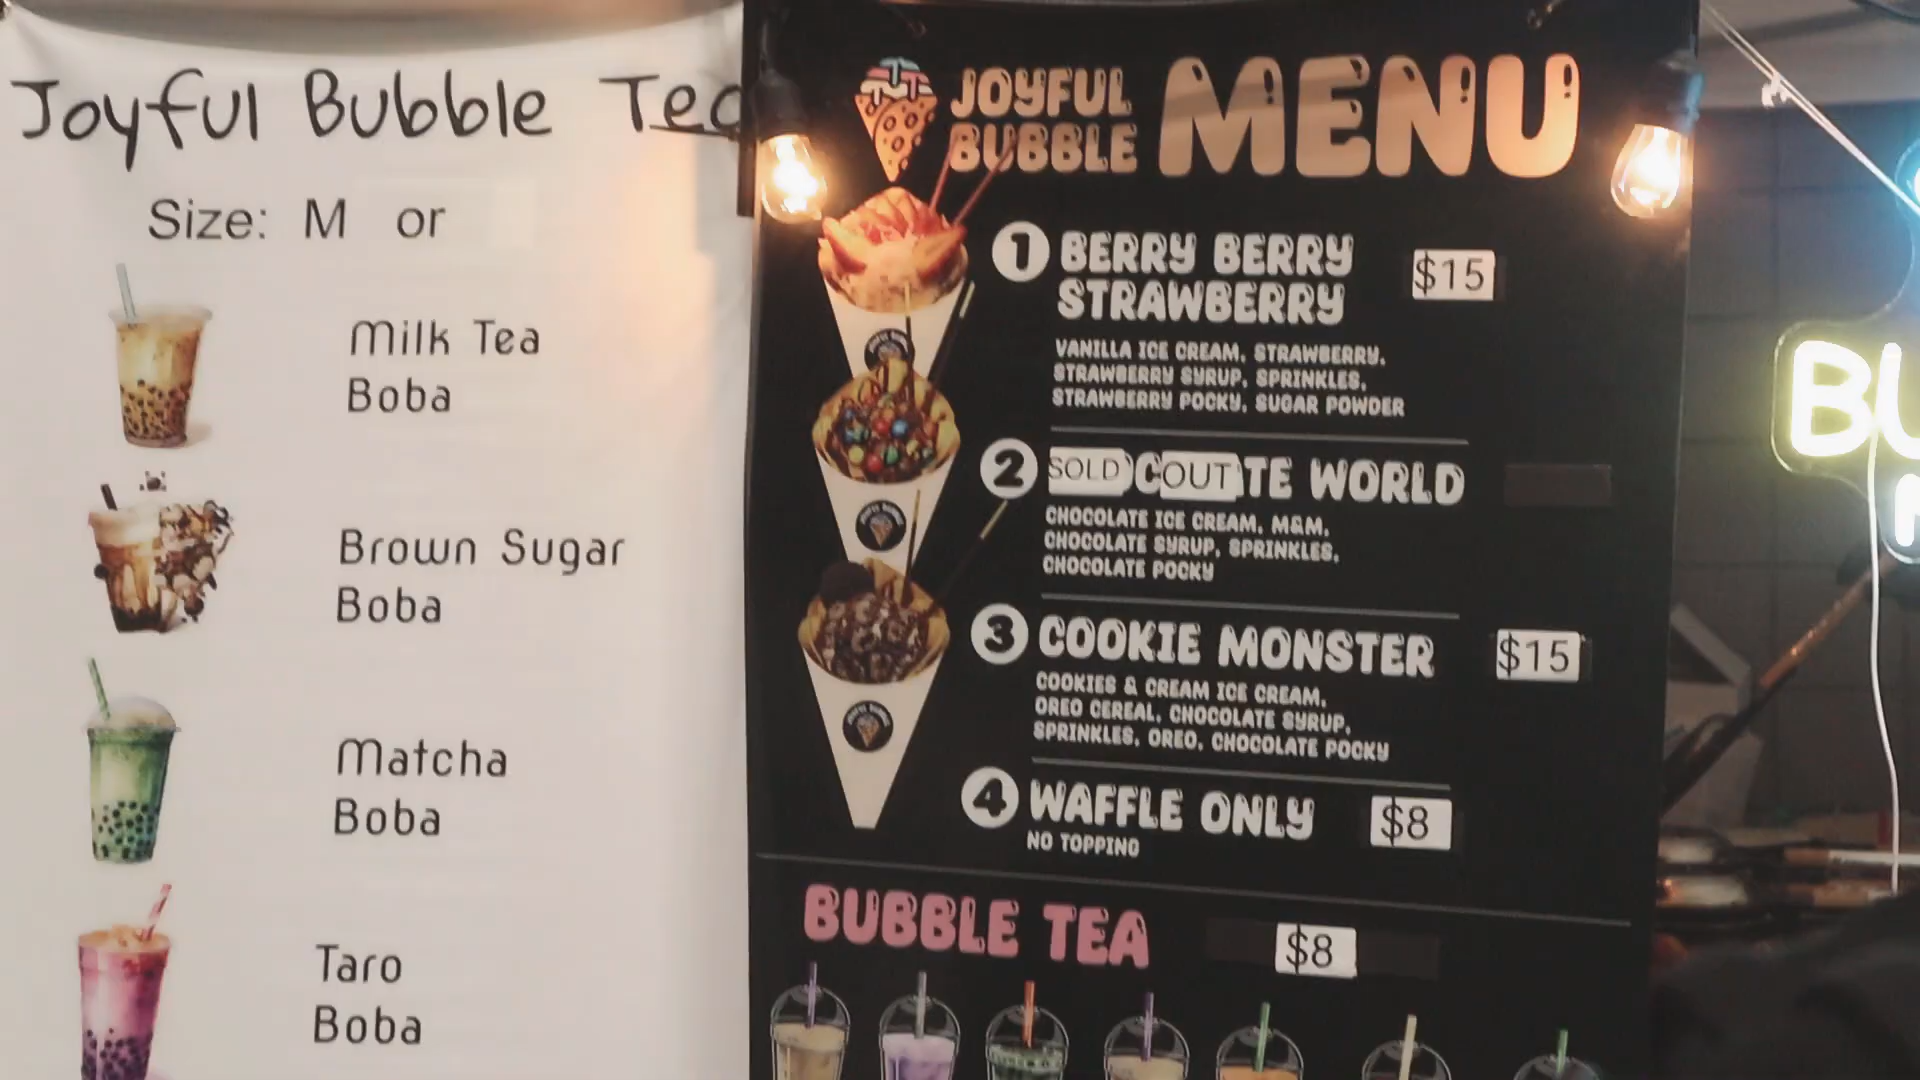 Joyful Bubble Tea
Size: M or
Milk Tea
Boba
Brown Sugar
Boba
Matcha
Boba
Taro
Boba
JOYFUL
BUBBLE
MENU
1 BERRY BERRY
STRAWBERRY
$15
VANILLA ICE CREAM, STRAWBERRY,
STRAWBERRY SYRUP, SPRINKLES,
STRAWBERRY POCKY, SUGAR POWDER
2 SOLD C OUT TE WORLD
CHOCOLATE ICE CREAM, M&M,
CHOCOLATE SYRUP, SPRINKLES,
CHOCOLATE POCKY
3 COOKIE MONSTER $15
COOKIES & CREAM ICE CREAM,
OREO CEREAL, CHOCOLATE SYRUP,
SPRINKLES, OREO, CHOCOLATE POCKY
4 WAFFLE ONLY $8
NO TOPPING
BUBBLE TEA $8